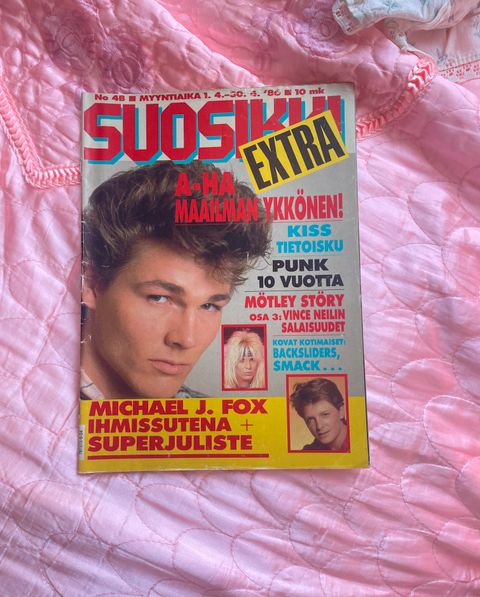 No 4B ■ MYYNTIAIKA 1. 4.–30. 4. '86 ■ 10 mk
SUOSIKKI
EXTRA
A-HA
MAAILMAN YKKÖNEN!
KISS
TIETOISKU
PUNK
10 VUOTTA
MÖTLEY STÖRY
OSA 3: VINCE NEILIN
SALAISUUDET
KOVAT KOTIMAISET:
BACKSLIDERS,
SMACK...
MICHAEL J. FOX
IHMISSUTENA +
SUPERJULISTE